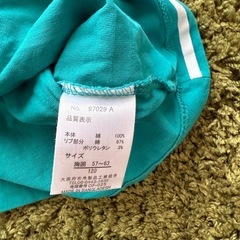 No. 97029 A
品質表示
本体 綿 100%
リブ部分 綿 97%
ポリウレタン 3%
サイズ
胸囲 57～63
120
MADE IN BANGLADESH